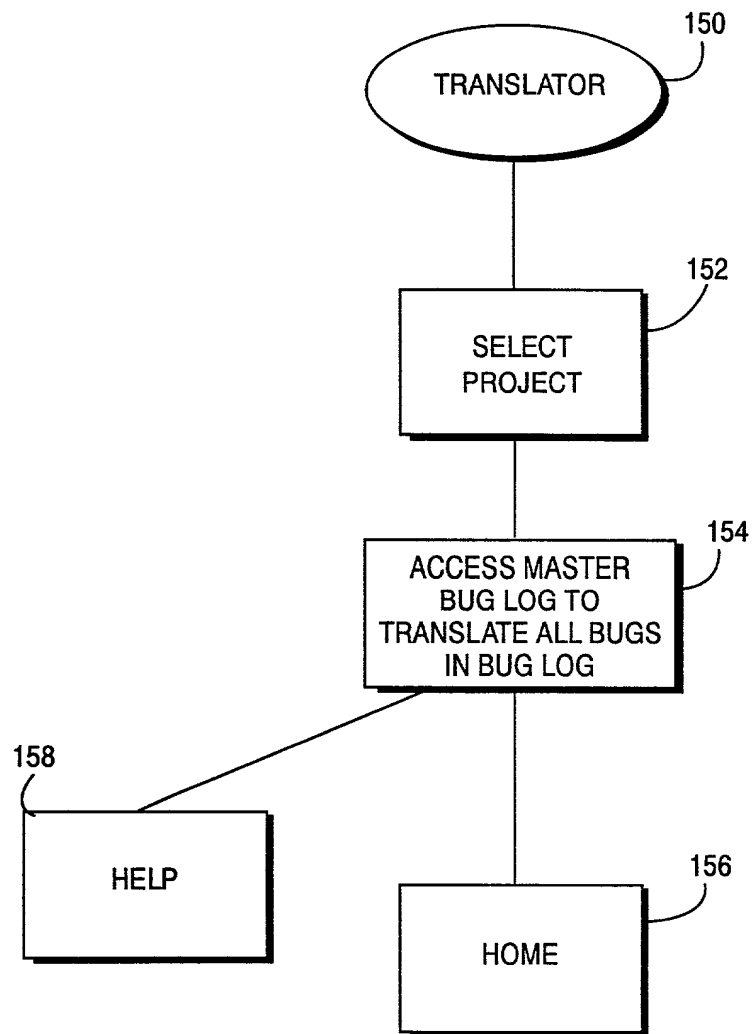 150
TRANSLATOR
152
SELECT
PROJECT
154
ACCESS MASTER
BUG LOG TO
TRANSLATE ALL BUGS
IN BUG LOG
158
HELP
156
HOME